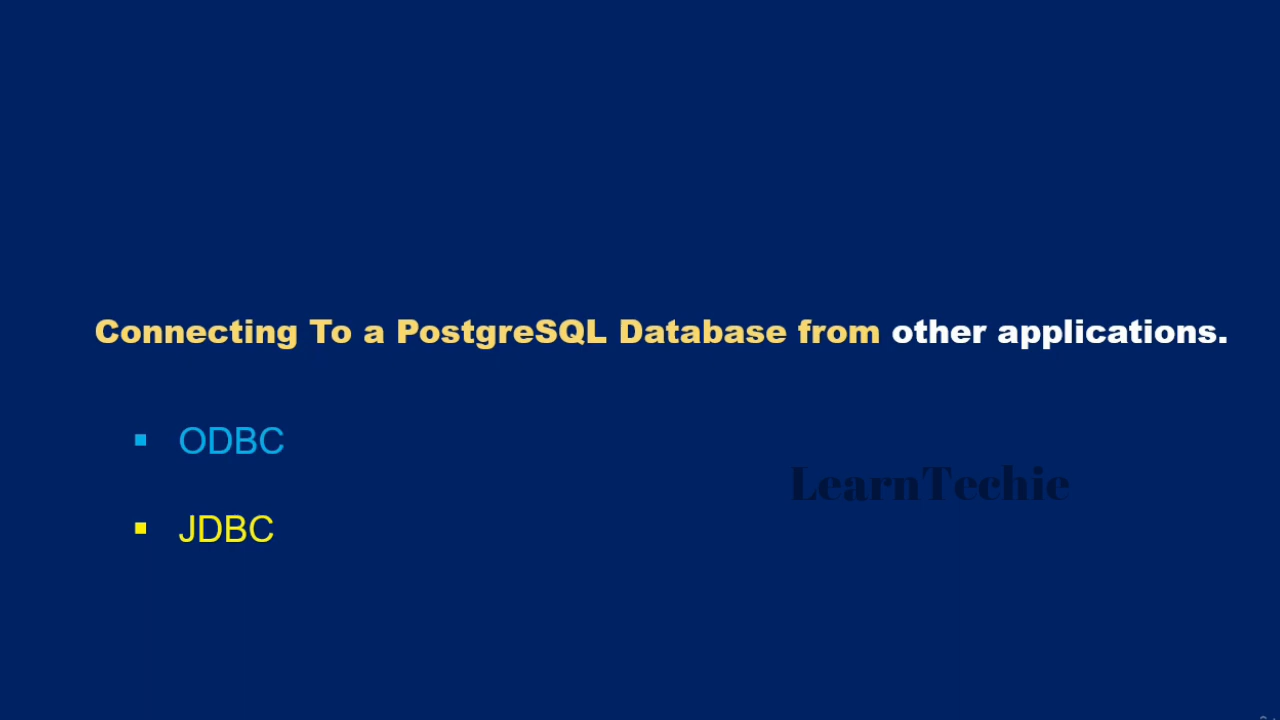 Connecting To a PostgreSQL Database from other applications.
ODBC
LearnTechie
JDBC